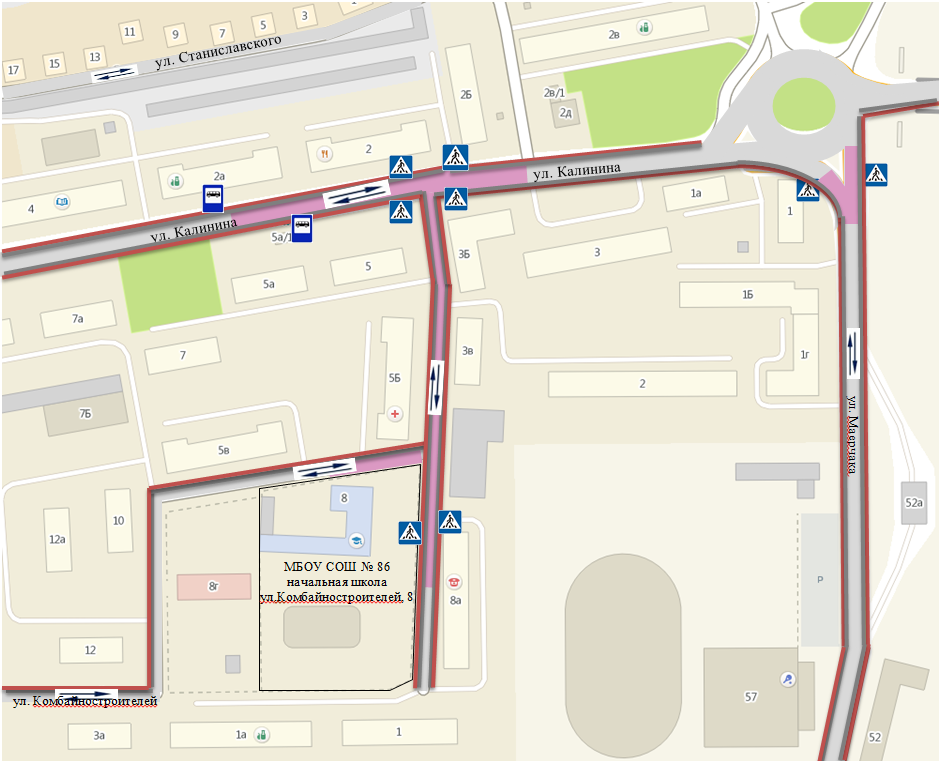 3
1
5
11
7
9
2в
13
ул. Станиславского
15
17
2в/1
2Б
2д
2
ул. Калинина
2а
1а
4
1
ул. Калинина
5а/1
3Б
3
5
5а
1Б
7а
3в
7
1г
5Б
2
7Б
ул. Маерчака
5в
8
52а
10
12а
МБОУ СОШ № 86
8г
начальная школа
Р
ул.Комбайностроителей, 8
8а
12
57
ул. Комбайностроителей
3а
1а
1
52